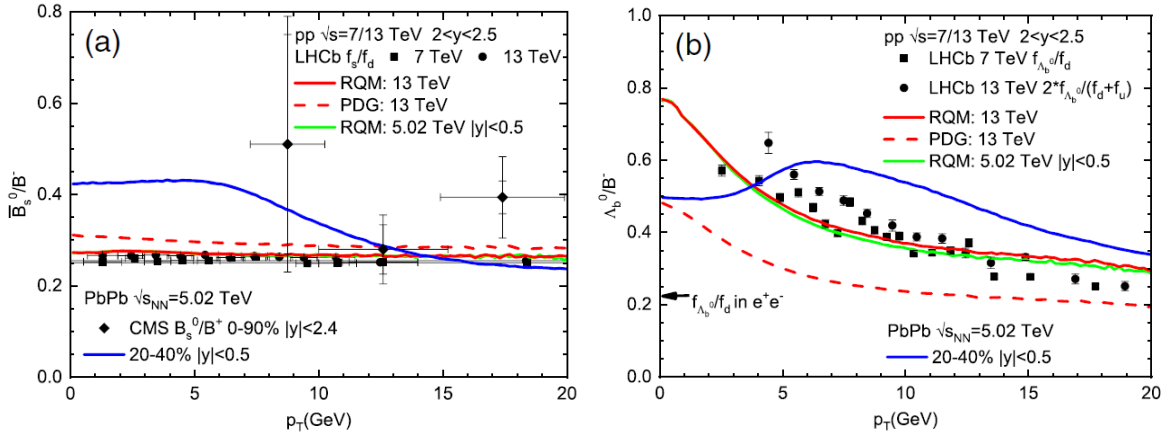 (a)
pp √s=7/13 TeV 2<y<2.5
LHCb f_s/f_d ■ 7 TeV ● 13 TeV
RQM: 13 TeV
PDG: 13 TeV
RQM: 5.02 TeV |y|<0.5
PbPb √s_NN=5.02 TeV
CMS B_s^0/B^+ 0-90% |y|<2.4
20-40% |y|<0.5
B̅_s^0/B^-
0.8
0.6
0.4
0.2
0.0
0 5 10 15 20
p_T(GeV)
(b)
pp √s=7/13 TeV 2<y<2.5
LHCb 7 TeV f_Λ_b^0/f_d
LHCb 13 TeV 2*f_Λ_b^0/(f_d+f_u)
RQM: 13 TeV
PDG: 13 TeV
RQM: 5.02 TeV |y|<0.5
f_Λ_b^0/f_d in e^+e^-
PbPb √s_NN=5.02 TeV
20-40% |y|<0.5
Λ_b^0/B^-
1.0
0.8
0.6
0.4
0.2
0.0
0 5 10 15 20
p_T(GeV)